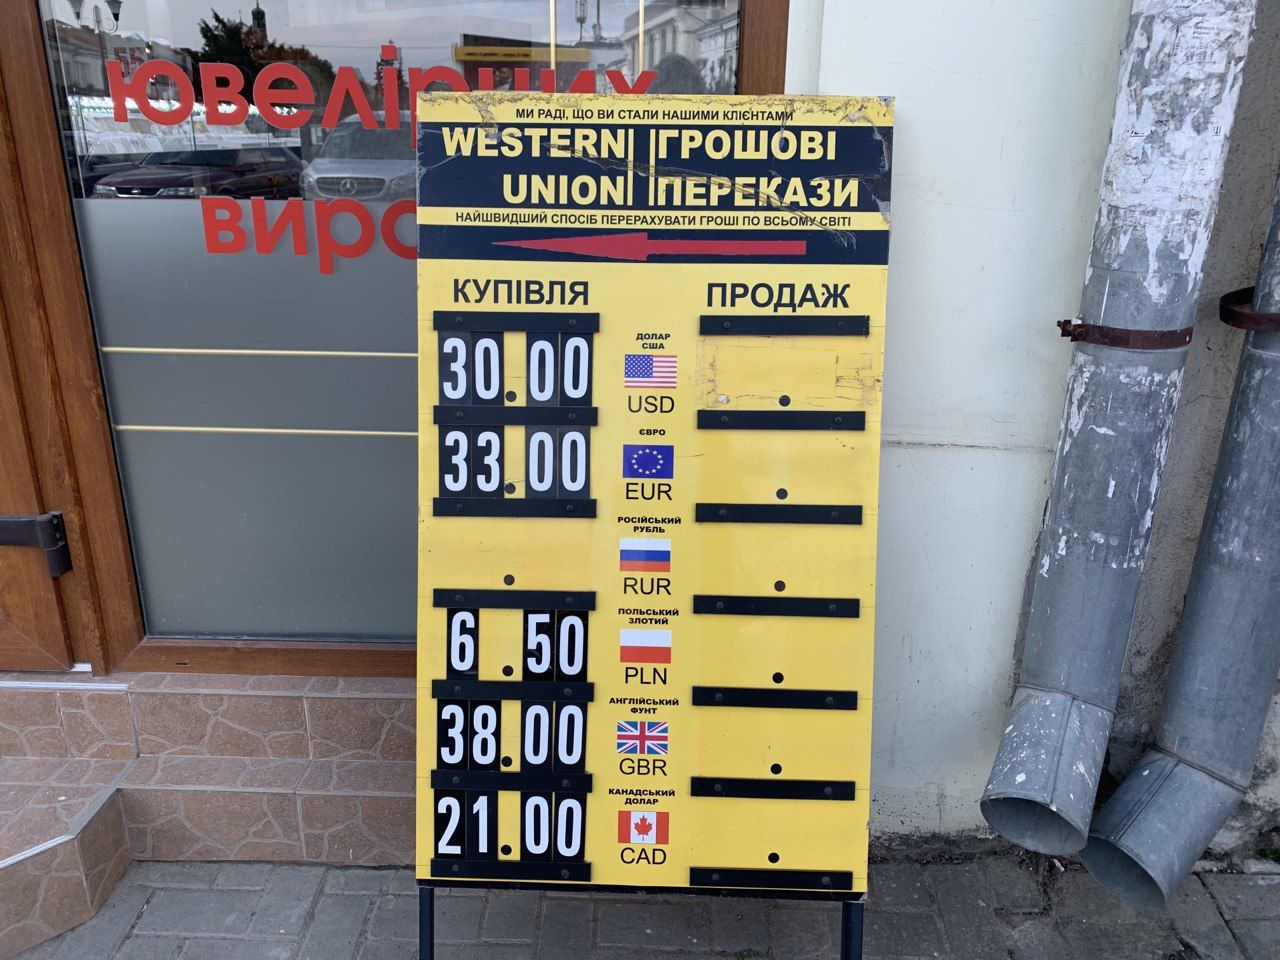 ювелірних
виро
МИ РАДІ, ЩО ВИ СТАЛИ НАШИМИ КЛІЄНТАМИ
WESTERN ГРОШОВІ
UNION ПЕРЕКАЗИ
НАЙШВИДШИЙ СПОСІБ ПЕРЕРАХУВАТИ ГРОШІ ПО ВСЬОМУ СВІТІ
КУПІВЛЯ ПРОДАЖ
ДОЛАР
США
30.00 USD .
ЄВРО
33.00 EUR .
РОСІЙСЬКИЙ
РУБЛЬ
. RUR .
ПОЛЬСЬКИЙ
ЗЛОТИЙ
6.50 PLN .
АНГЛІЙСЬКИЙ
ФУНТ
38.00 GBR .
КАНАДСЬКИЙ
ДОЛАР
21.00 CAD .